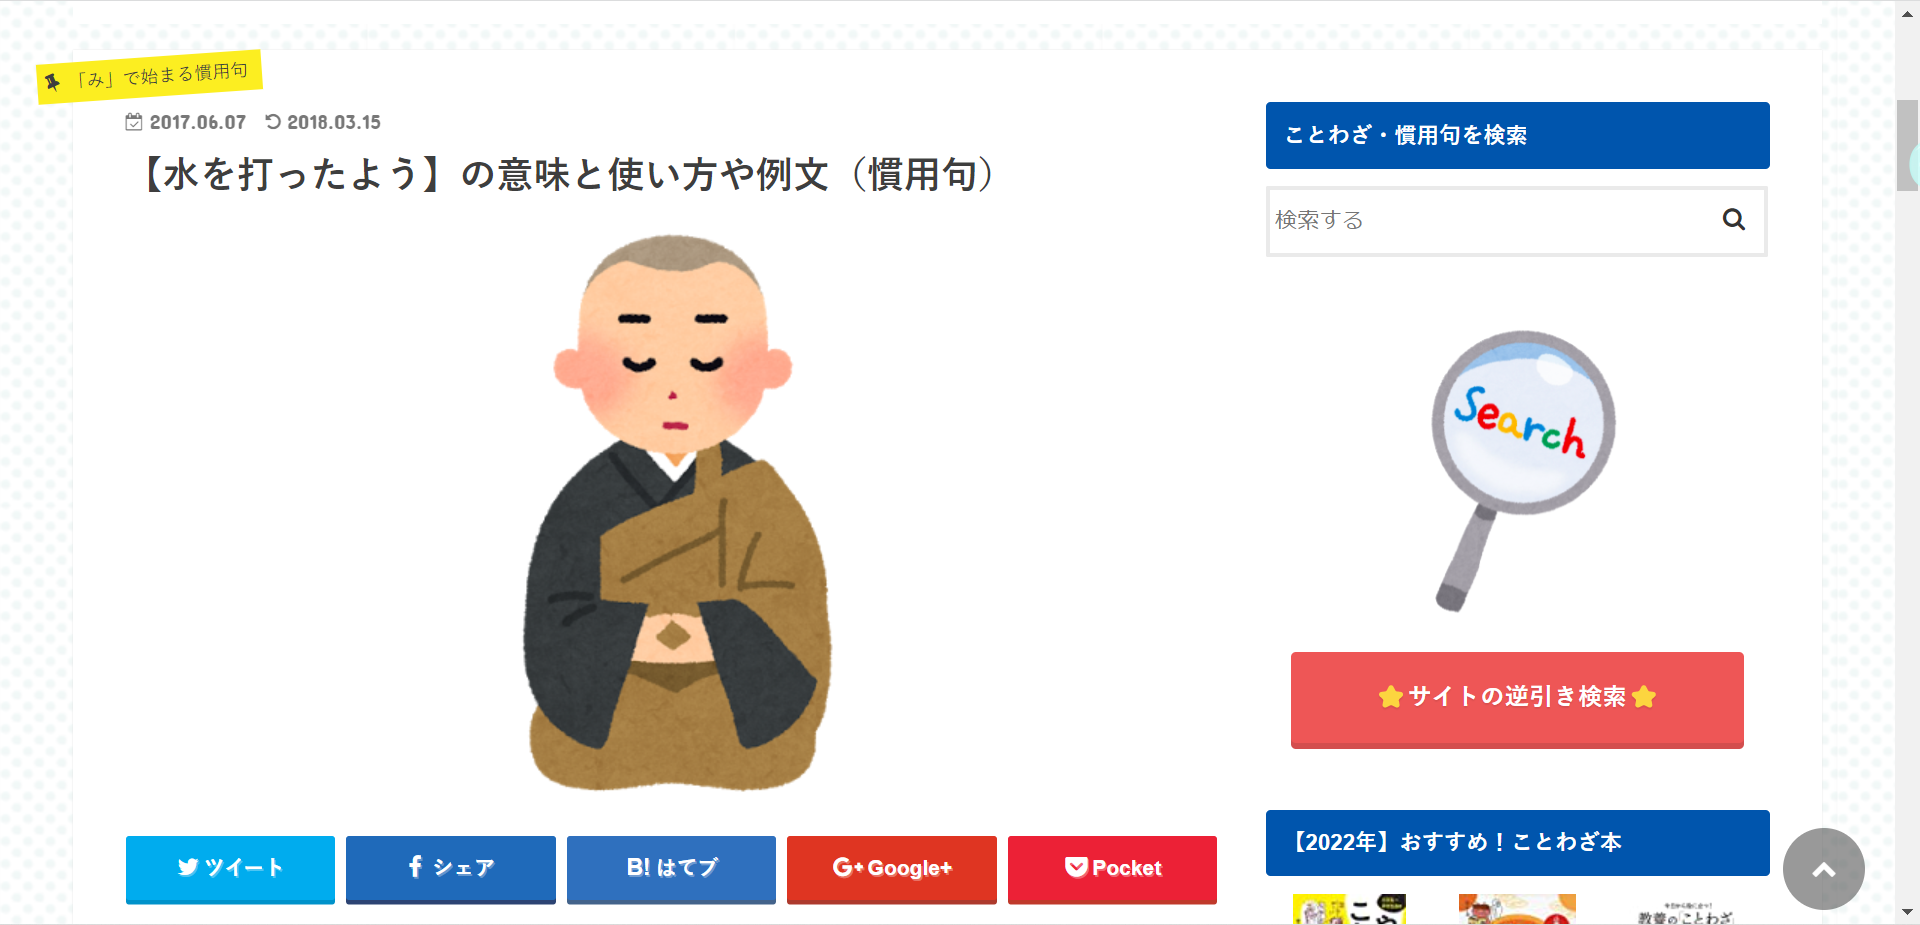 「み」で始まる慣用句
2017.06.07 2018.03.15
【水を打ったよう】の意味と使い方や例文（慣用句）
ツイート
シェア
B! はてブ
G+ Google+
Pocket
ことわざ・慣用句を検索
検索する
Search
サイトの逆引き検索
【2022年】おすすめ！ことわざ本
教養の「ことわざ」